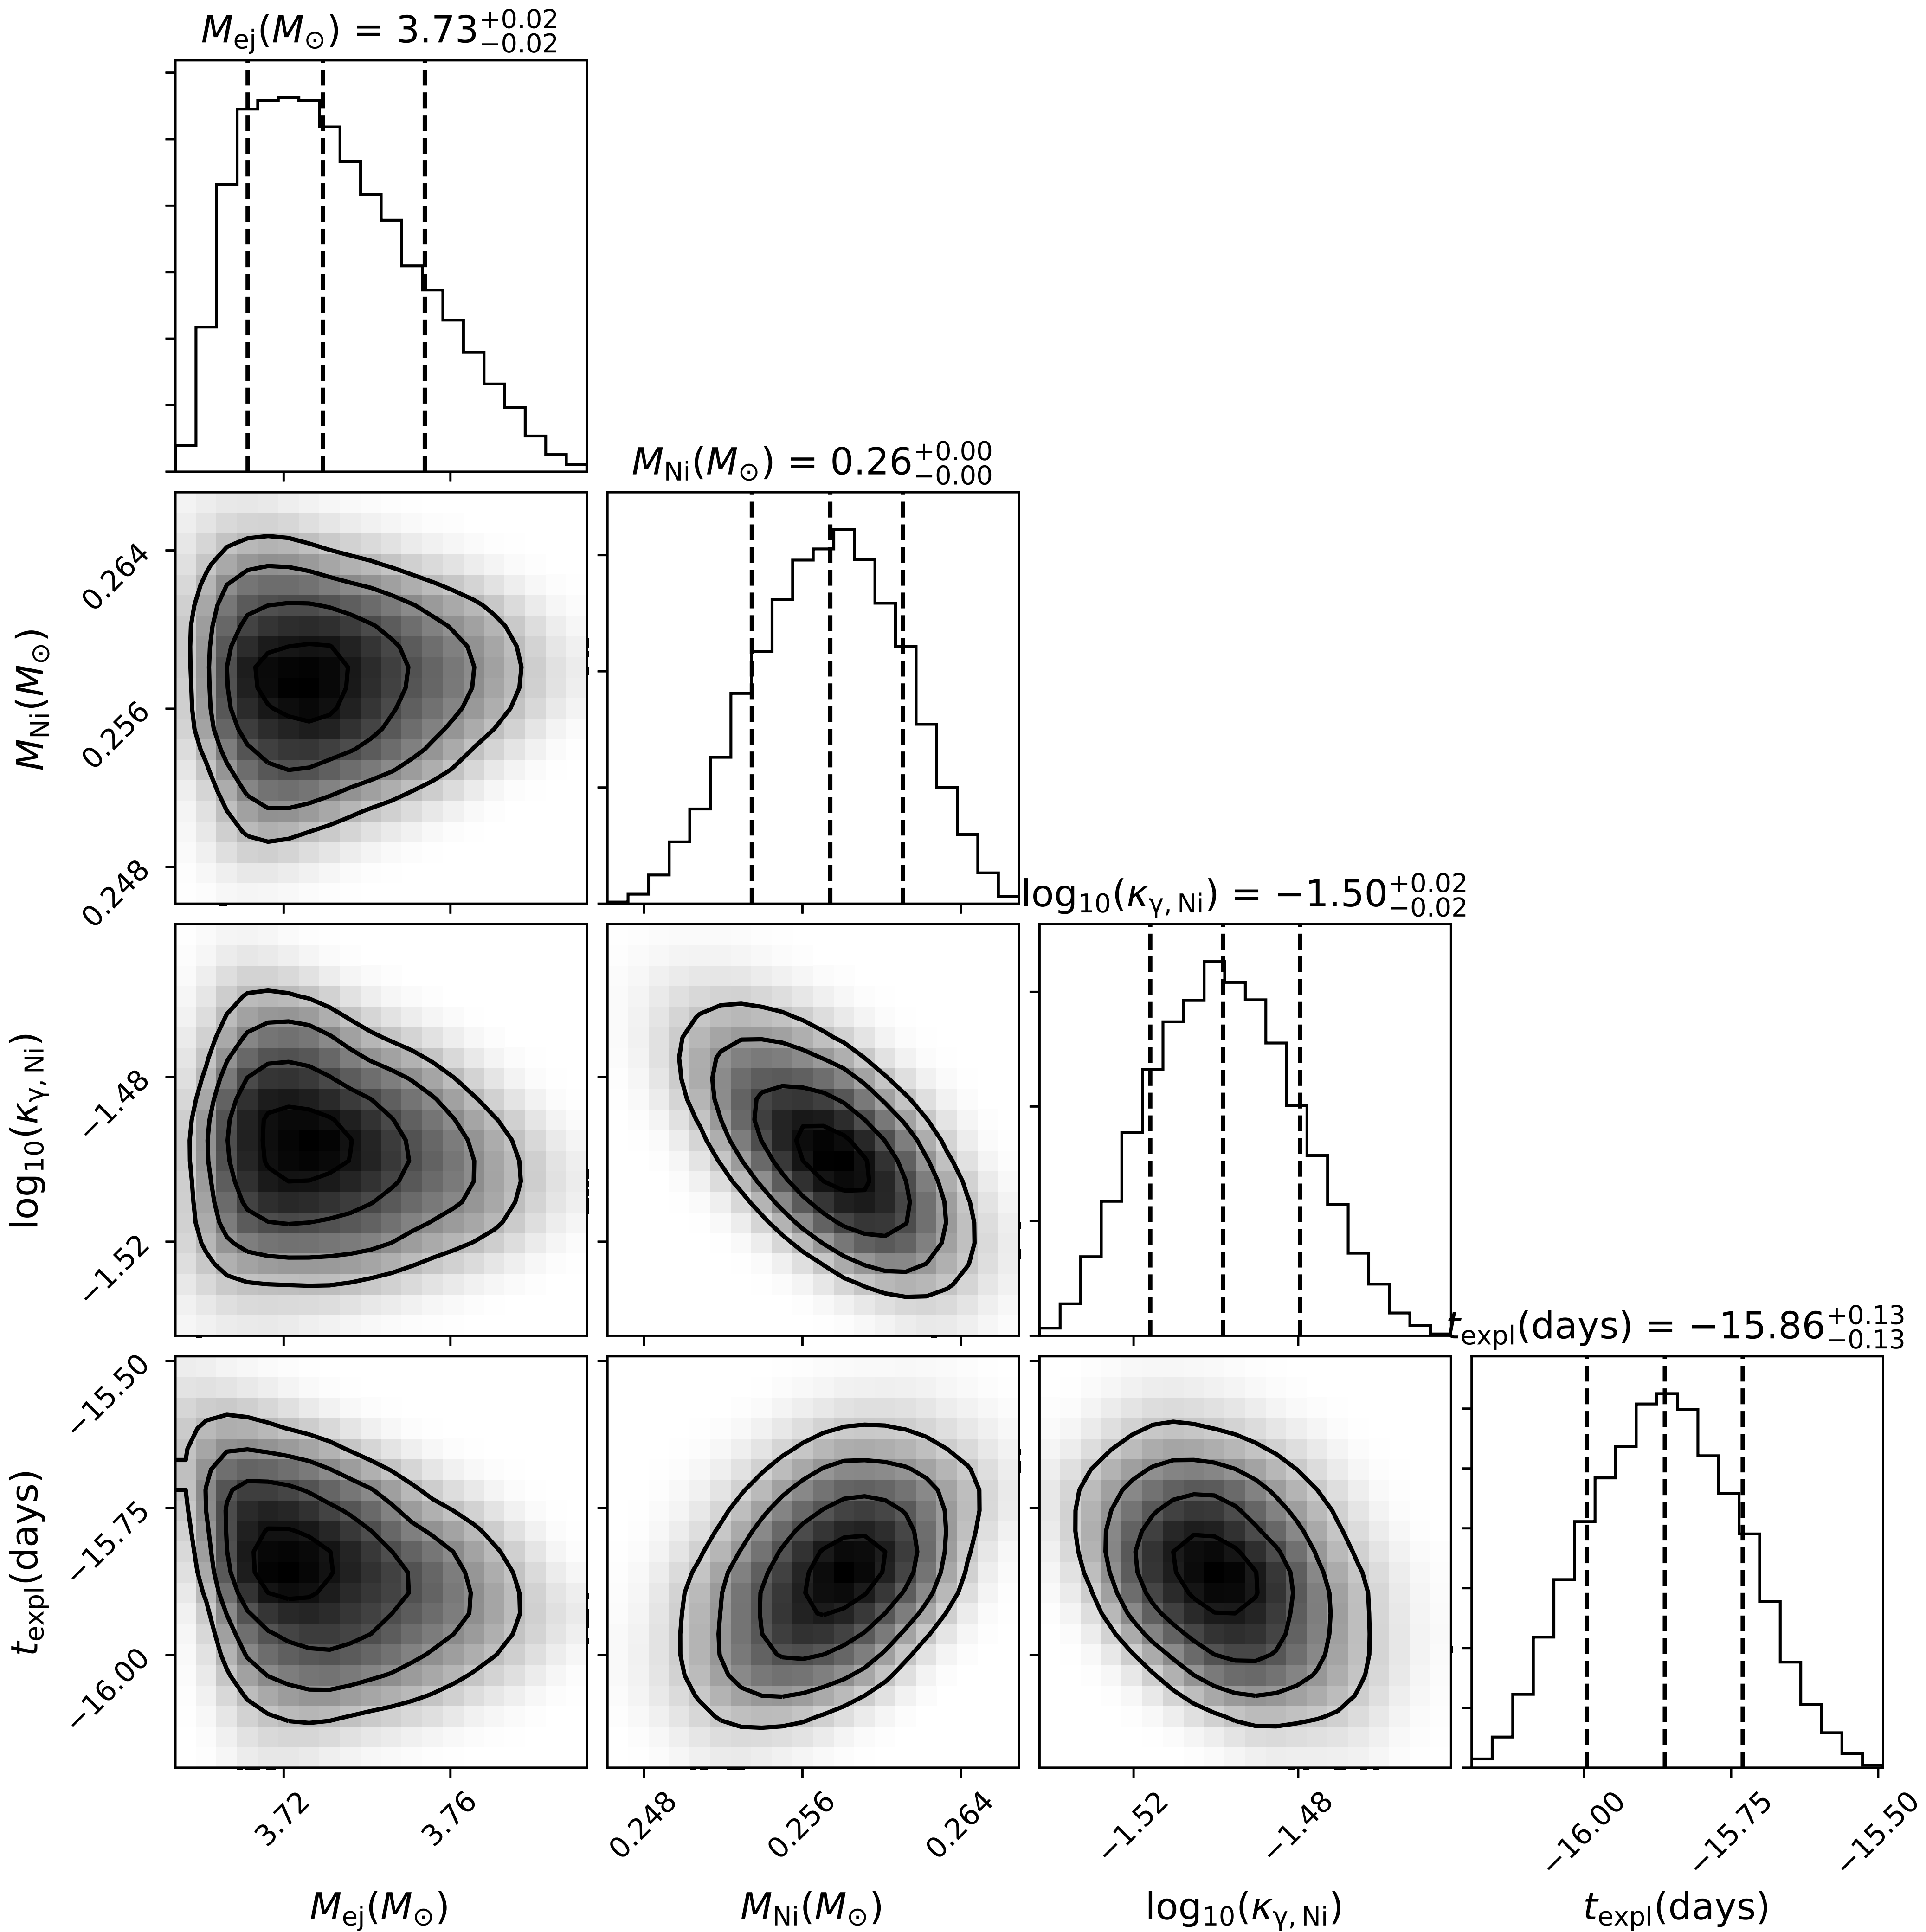 M_ej(M_⊙) = 3.73^{+0.02}_{−0.02}
M_Ni(M_⊙) = 0.26^{+0.00}_{−0.00}
0.264
0.256
0.248
M_Ni(M_⊙)
log_10(κ_γ, Ni) = −1.50^{+0.02}_{−0.02}
−1.48
−1.52
log_10(κ_γ, Ni)
t_expl(days) = −15.86^{+0.13}_{−0.13}
−15.50
−15.75
−16.00
t_expl(days)
3.72 3.76 0.248 0.256 0.264 −1.52 −1.48 −16.00 −15.75 −15.50
M_ej(M_⊙) M_Ni(M_⊙) log_10(κ_γ, Ni) t_expl(days)